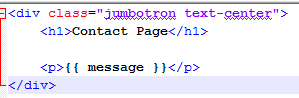 <div class="jumbotron text-center">
<h1>Contact Page</h1>
<p>{{ message }}</p>
</div>